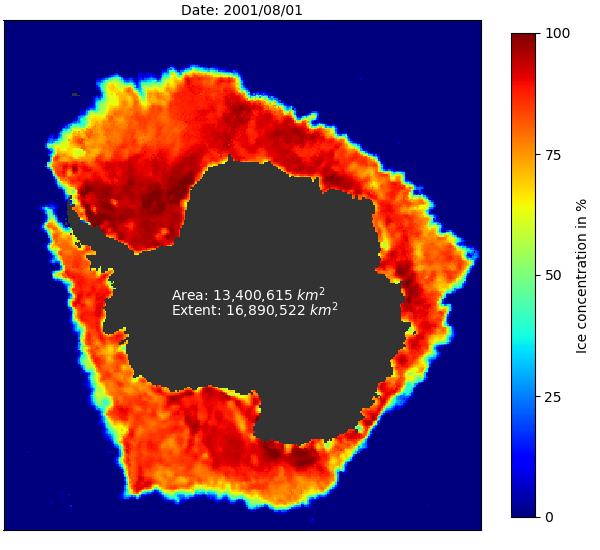 Date: 2001/08/01
100
75
50
25
0
Ice concentration in %
Area: 13,400,615 km²
Extent: 16,890,522 km²